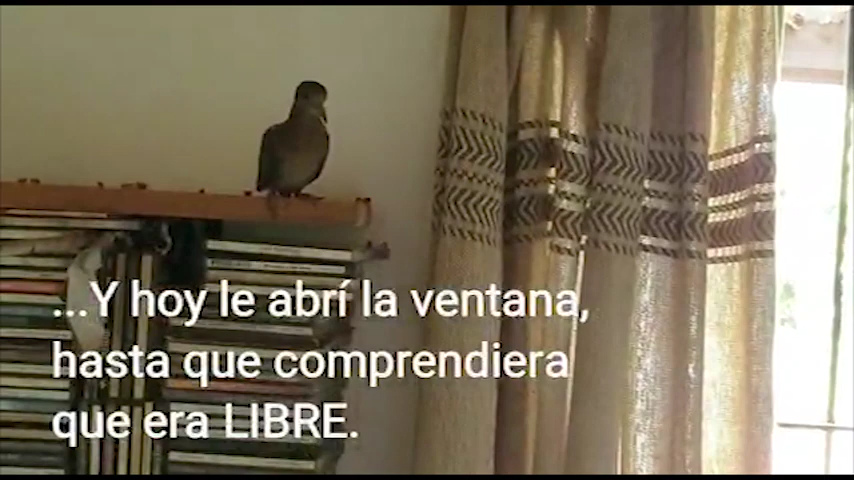 ...Y hoy le abrí la ventana,
hasta que comprendiera
que era LIBRE.